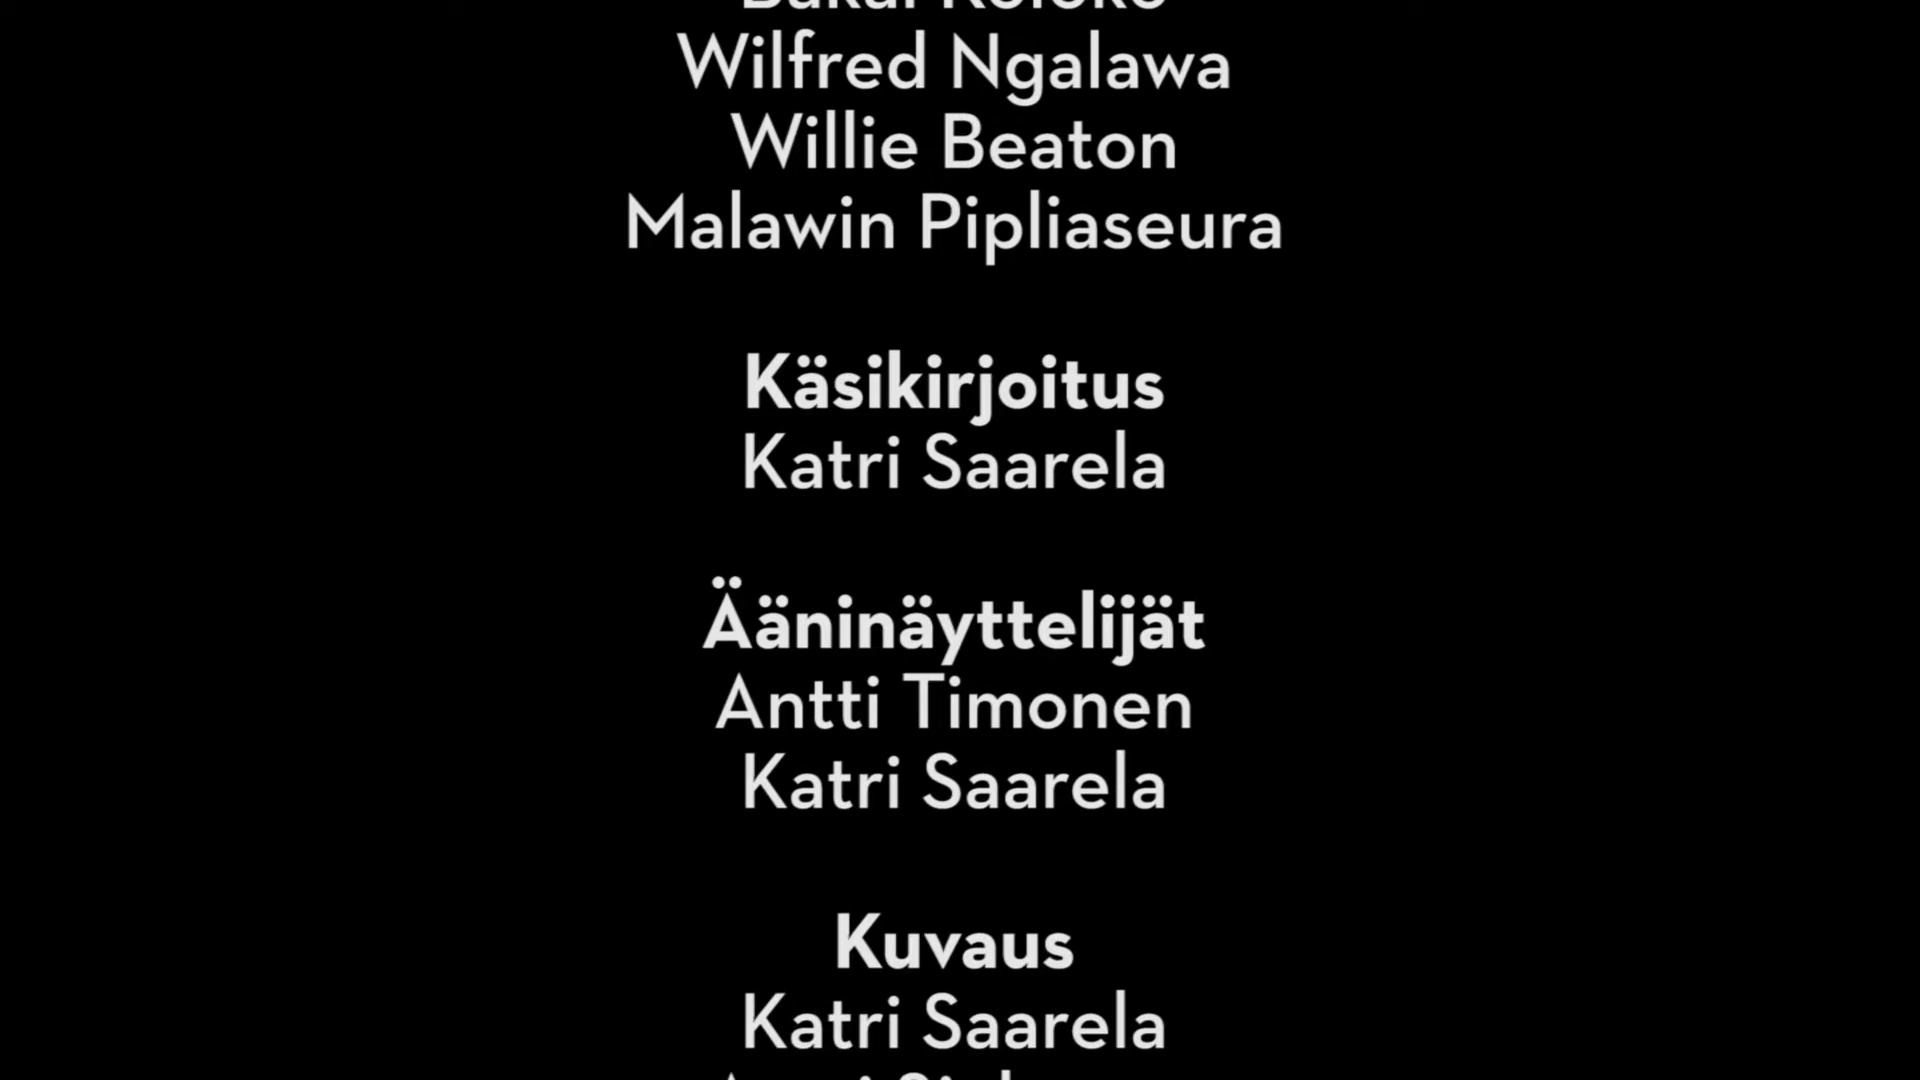 Wilfred Ngalawa
Willie Beaton
Malawin Pipliaseura
Käsikirjoitus
Katri Saarela
Ääninäyttelijät
Antti Timonen
Katri Saarela
Kuvaus
Katri Saarela